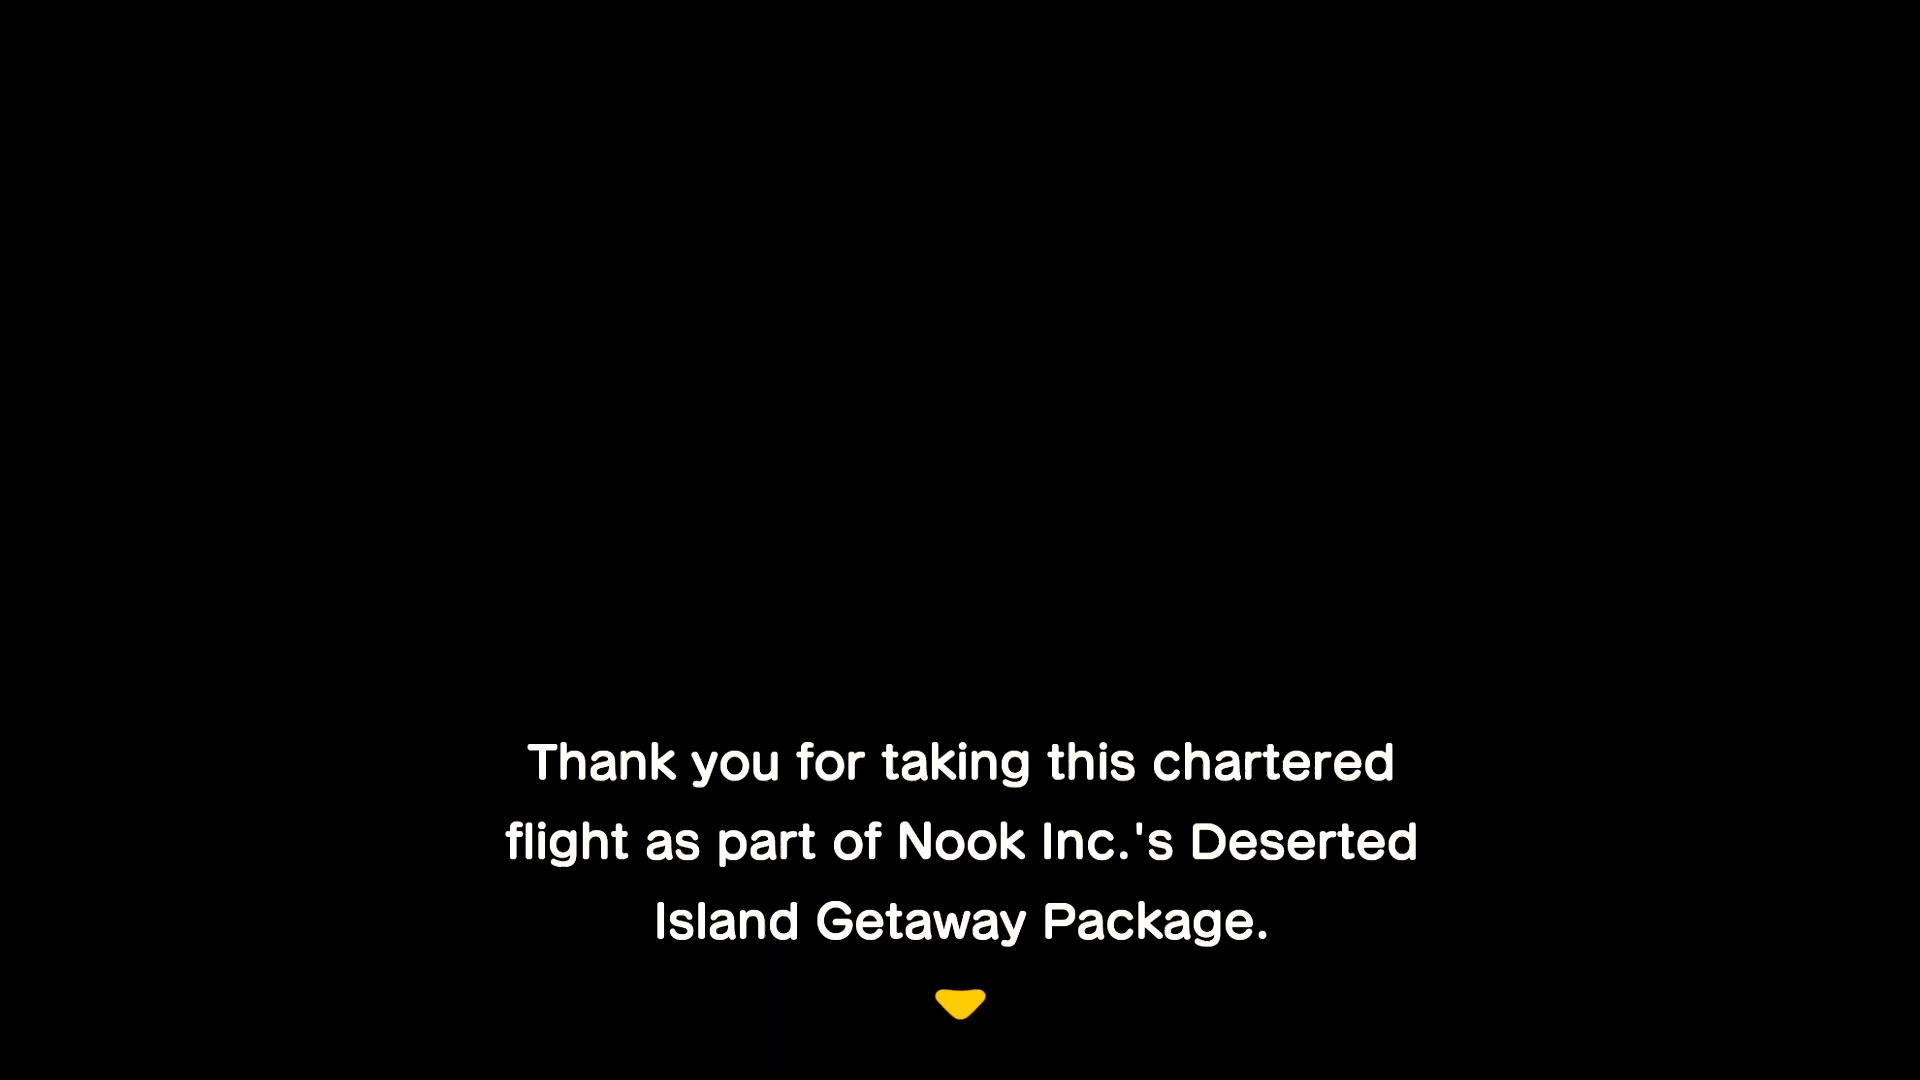 Thank you for taking this chartered
flight as part of Nook Inc.'s Deserted
Island Getaway Package.